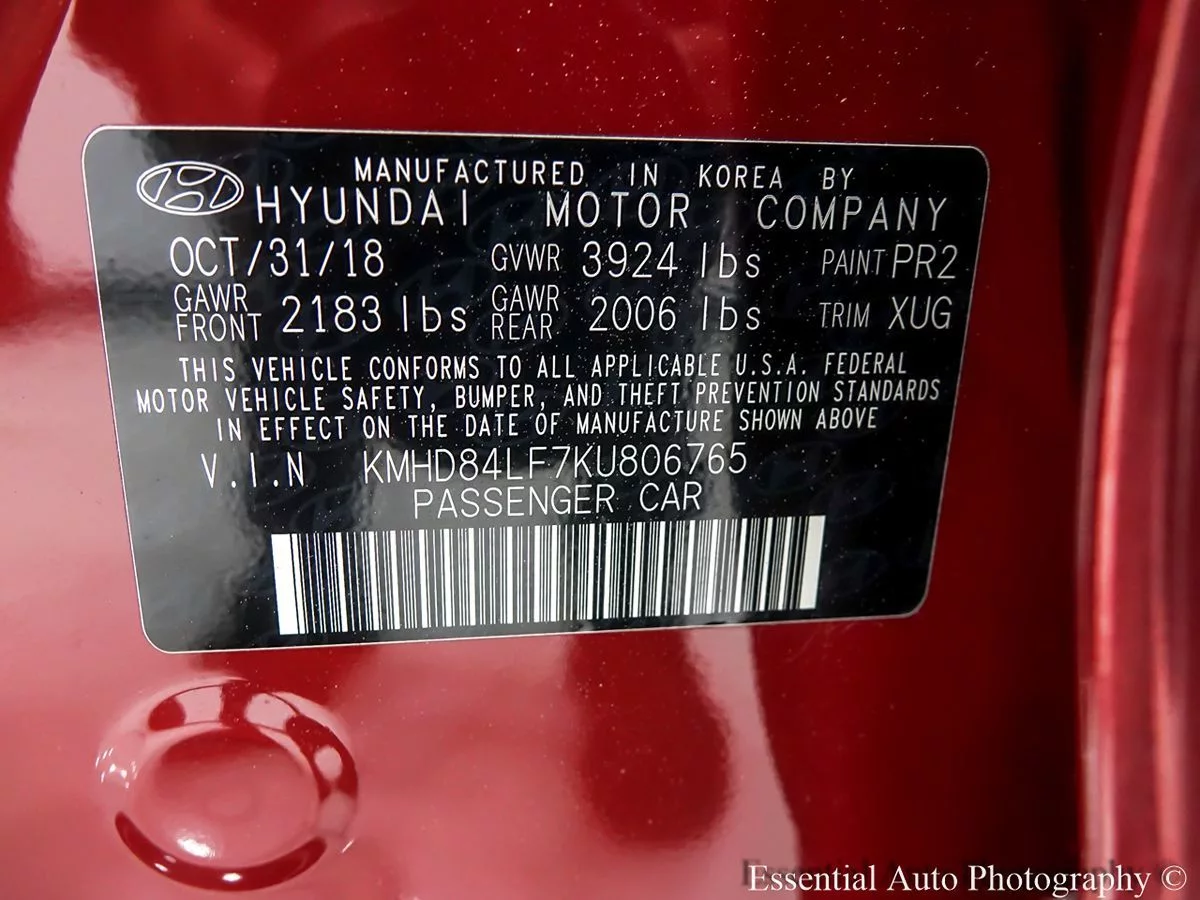 MANUFACTURED IN KOREA BY
HYUNDAI MOTOR COMPANY
OCT/31/18 GVWR 3924 lbs PAINT PR2
GAWR FRONT 2183 lbs GAWR REAR 2006 lbs TRIM XUG
THIS VEHICLE CONFORMS TO ALL APPLICABLE U.S.A. FEDERAL
MOTOR VEHICLE SAFETY, BUMPER, AND THEFT PREVENTION STANDARDS
IN EFFECT ON THE DATE OF MANUFACTURE SHOWN ABOVE
V.I.N KMHD84LF7KU806765
PASSENGER CAR
Essential Auto Photography ©